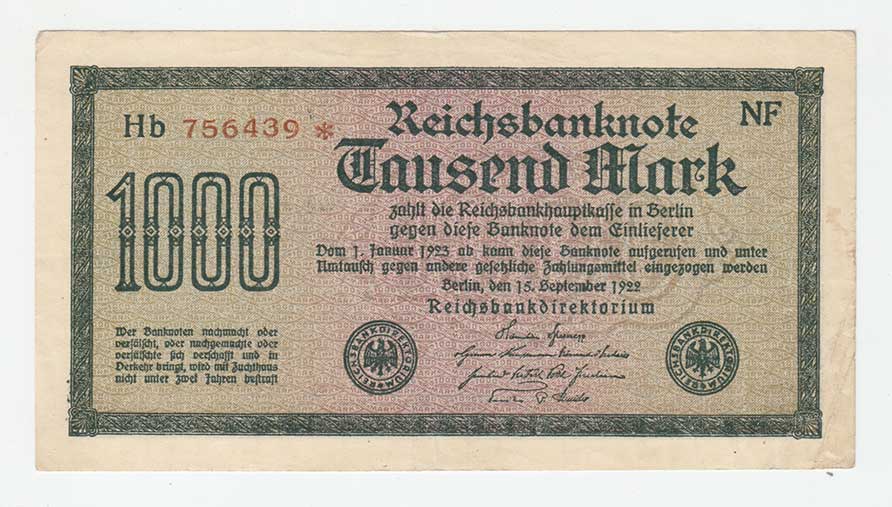 Hb 756439 *
NF
Reichsbanknote
Tausend Mark
1000
zahlt die Reichsbankhauptkasse in Berlin
gegen diese Banknote dem Einlieferer
Vom 1. Januar 1923 ab kann diese Banknote aufgerufen und unter
Umtausch gegen andere gesetzliche Zahlungsmittel eingezogen werden
Berlin, den 15. September 1922
Reichsbankdirektorium
Wer Banknoten nachmacht oder
verfälscht, oder nachgemachte oder
verfälschte sich verschafft und in
Verkehr bringt, wird mit Zuchthaus
nicht unter zwei Jahren bestraft
REICHSBANKDIREKTORIUM
REICHSBANKDIREKTORIUM